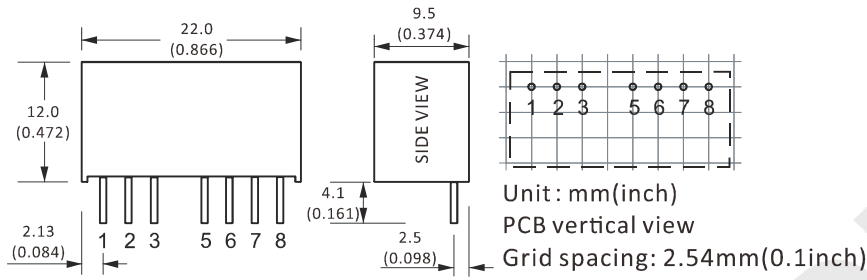 22.0
(0.866)
9.5
(0.374)
12.0
(0.472)
SIDE VIEW
1 2 3 5 6 7 8
4.1
(0.161)
2.13
(0.084)
1 2 3 5 6 7 8
2.5
(0.098)
Unit: mm(inch)
PCB vertical view
Grid spacing: 2.54mm(0.1inch)